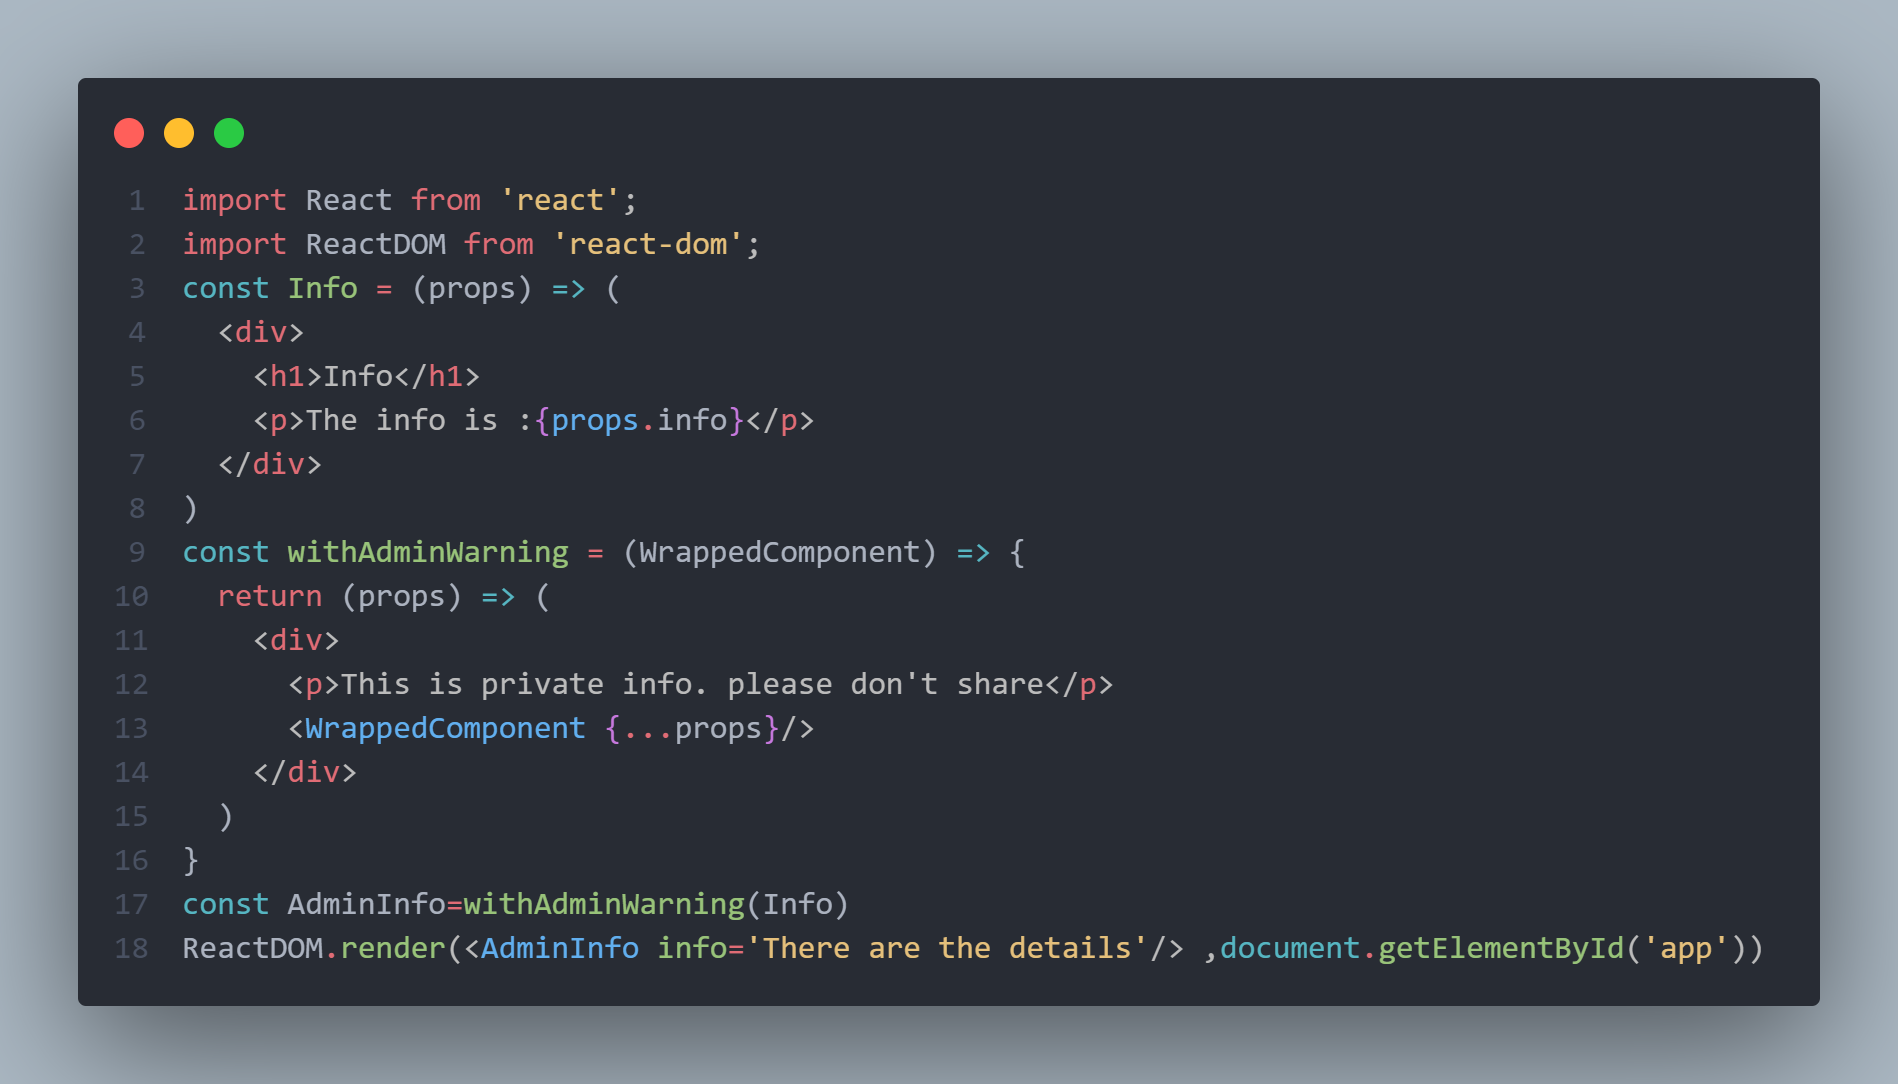 1 import React from 'react';
2 import ReactDOM from 'react-dom';
3 const Info = (props) => (
4   <div>
5     <h1>Info</h1>
6     <p>The info is :{props.info}</p>
7   </div>
8 )
9 const withAdminWarning = (WrappedComponent) => {
10   return (props) => (
11     <div>
12       <p>This is private info. please don't share</p>
13       <WrappedComponent {...props}/>
14     </div>
15   )
16 }
17 const AdminInfo=withAdminWarning(Info)
18 ReactDOM.render(<AdminInfo info='There are the details'/> ,document.getElementById('app'))